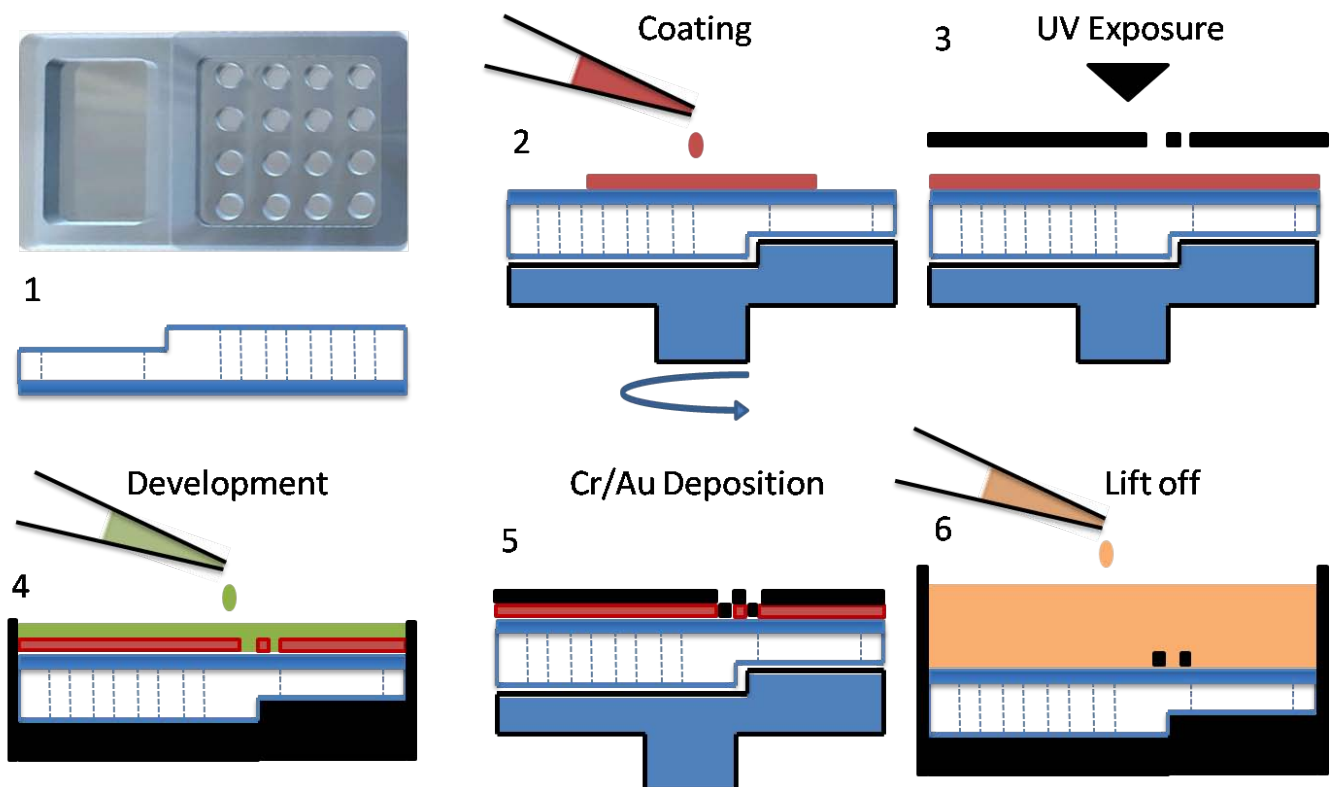 Coating
3
UV Exposure
2
1
Development
Cr/Au Deposition
Lift off
5
6
4